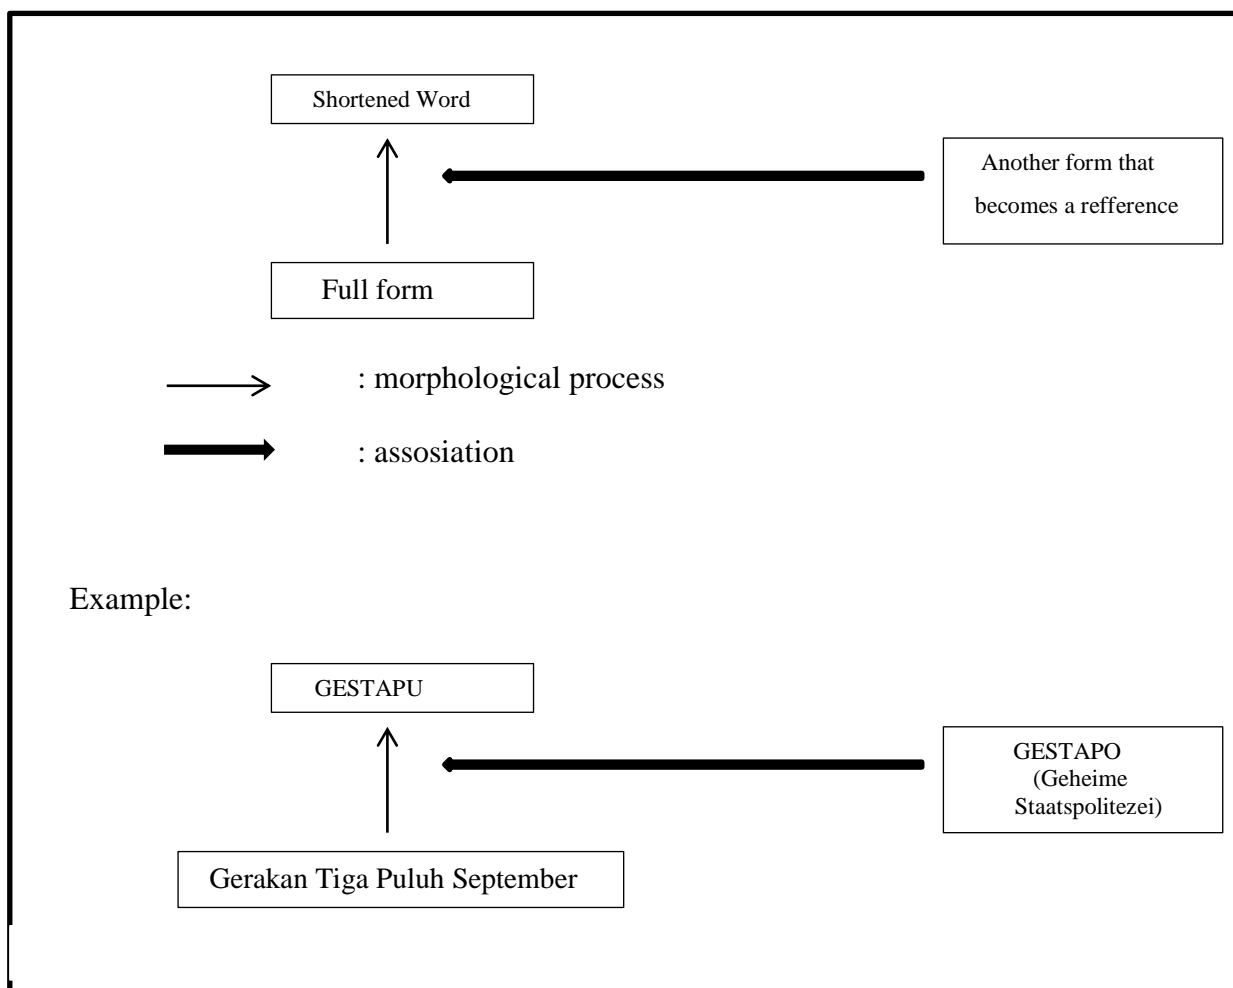 Shortened Word
Another form that
becomes a refference
Full form
: morphological process
: assosiation
Example:
GESTAPU
GESTAPO
(Geheime
Staatspolitezei)
Gerakan Tiga Puluh September